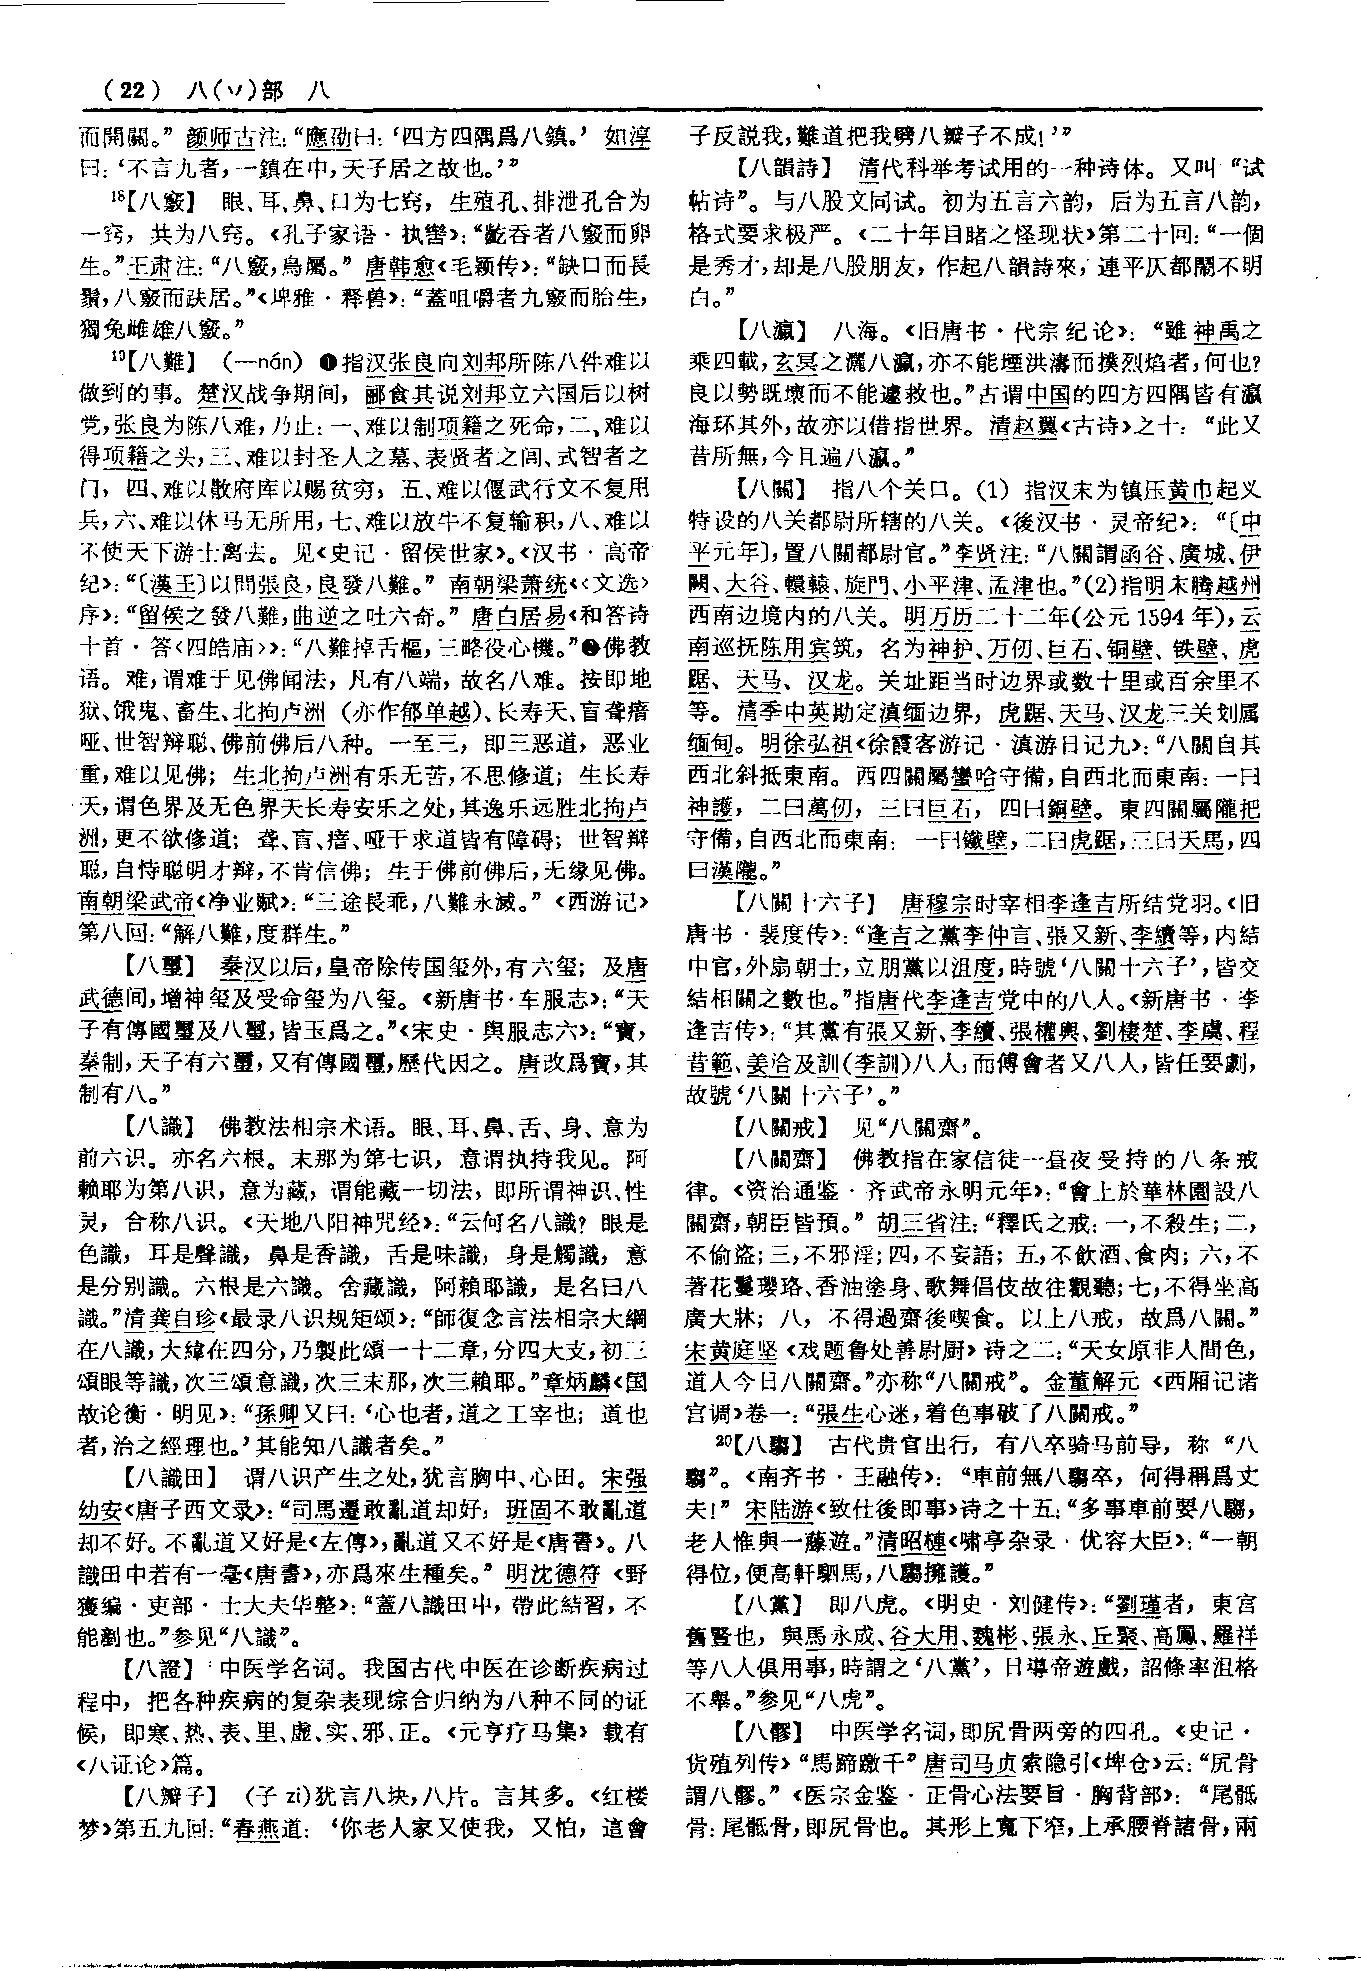 (22) 八(丷)部 八
而開闢。”颜师古注:“應劭曰:‘四方四隅爲八鎮。’如淳
曰:‘不言九者,一鎮在中,天子居之故也。’”
18【八竅】 眼、耳、鼻、口为七窍,生殖孔、排泄孔合为
一窍,共为八窍。《孔子家语·执辔》:“齕吞者八竅而卵
生。”王肃注:“八竅,鳥屬。”唐韩愈《毛颖传》:“缺口而長
鬚,八竅而趺居。”《埤雅·释兽》:“蓋咀嚼者九竅而胎生,
獨兔雌雄八竅。”
19【八難】 (—nán) ❶指汉张良向刘邦所陈八件难以
做到的事。楚汉战争期间,郦食其说刘邦立六国后以树
党,张良为陈八难,乃止:一、难以制项籍之死命,二、难以
得项籍之头,三、难以封圣人之墓、表贤者之闾、式智者之
门,四、难以散府库以赐贫穷,五、难以偃武行文不复用
兵,六、难以休马无所用,七、难以放牛不复输积,八、难以
不使天下游士离去。见《史记·留侯世家》。《汉书·高帝
纪》:“〔漢王〕以問張良,良發八難。”南朝梁萧统《〈文选〉
序》:“留侯之發八難,曲逆之吐六奇。”唐白居易《和答诗
十首·答〈四皓庙〉》:“八難掉舌樞,三略役心機。”❷佛教
语。难,谓难于见佛闻法,凡有八端,故名八难。按即地
狱、饿鬼、畜生、北拘卢洲(亦作郁单越)、长寿天、盲聋瘖
哑、世智辩聪、佛前佛后八种。一至三,即三恶道,恶业
重,难以见佛;生北拘卢洲有乐无苦,不思修道;生长寿
天,谓色界及无色界天长寿安乐之处,其逸乐远胜北拘卢
洲,更不欲修道;聋、盲、瘖、哑于求道皆有障碍;世智辩
聪,自恃聪明才辩,不肯信佛;生于佛前佛后,无缘见佛。
南朝梁武帝《净业赋》:“三途長乖,八難永滅。”《西游记》
第八回:“解八難,度群生。”
【八璽】 秦汉以后,皇帝除传国玺外,有六玺;及唐
武德间,增神玺及受命玺为八玺。《新唐书·车服志》:“天
子有傳國璽及八璽,皆玉爲之。”《宋史·舆服志六》:“寶,
秦制,天子有六璽,又有傳國璽,歷代因之。唐改爲寶,其
制有八。”
【八識】 佛教法相宗术语。眼、耳、鼻、舌、身、意为
前六识。亦名六根。末那为第七识,意谓执持我见。阿
赖耶为第八识,意为藏,谓能藏一切法,即所谓神识、性
灵,合称八识。《天地八阳神咒经》:“云何名八識?眼是
色識,耳是聲識,鼻是香識,舌是味識,身是觸識,意
是分别識。六根是六識。舍藏識,阿賴耶識,是名曰八
識。”清龚自珍《最录八识规矩颂》:“師復念言法相宗大綱
在八識,大緯在四分,乃製此頌一十二章,分四大支,初三
頌眼等識,次三頌意識,次三末那,次三賴耶。”章炳麟《国
故论衡·明见》:“孫卿又曰:‘心也者,道之工宰也;道也
者,治之經理也。’其能知八識者矣。”
【八識田】 谓八识产生之处,犹言胸中、心田。宋强
幼安《唐子西文录》:“司馬遷敢亂道却好;班固不敢亂道
却不好。不亂道又好是《左傳》,亂道又不好是《唐書》。八
識田中若有一毫《唐書》,亦爲來生種矣。”明沈德符《野
獲编·吏部·士大夫华整》:“蓋八識田中,帶此結習,不
能剷也。”参见“八識”。
【八證】 中医学名词。我国古代中医在诊断疾病过
程中,把各种疾病的复杂表现综合归纳为八种不同的证
候,即寒、热、表、里、虚、实、邪、正。《元亨疗马集》载有
《八证论》篇。
【八瓣子】 (子 zi)犹言八块,八片。言其多。《红楼
梦》第五九回:“春燕道:‘你老人家又使我,又怕,這會
子反説我,難道把我劈八瓣子不成!’”
【八韻詩】 清代科举考试用的一种诗体。又叫“试
帖诗”。与八股文同试。初为五言六韵,后为五言八韵,
格式要求极严。《二十年目睹之怪现状》第二十回:“一個
是秀才,却是八股朋友,作起八韻詩來,連平仄都鬧不明
白。”
【八瀛】 八海。《旧唐书·代宗纪论》:“雖神禹之
乘四載,玄冥之灑八瀛,亦不能堙洪濤而撲烈焰者,何也?
良以勢既壞而不能遽救也。”古谓中国的四方四隅皆有瀛
海环其外,故亦以借指世界。清赵翼《古诗》之十:“此又
昔所無,今且遍八瀛。”
【八關】 指八个关口。(1)指汉末为镇压黄巾起义
特设的八关都尉所辖的八关。《後汉书·灵帝纪》:“〔中
平元年〕,置八關都尉官。”李贤注:“八關謂函谷、廣城、伊
闕、大谷、轘轅、旋門、小平津、孟津也。”(2)指明末腾越州
西南边境内的八关。明万历二十二年(公元1594年),云
南巡抚陈用宾筑,名为神护、万仞、巨石、铜壁、铁壁、虎
踞、天马、汉龙。关址距当时边界或数十里或百余里不
等。清季中英勘定滇缅边界,虎踞、天马、汉龙三关划属
缅甸。明徐弘祖《徐霞客游记·滇游日记九》:“八關自其
西北斜抵東南。西四關屬蠻哈守備,自西北而東南:一曰
神護,二曰萬仞,三曰巨石,四曰銅壁。東四關屬隴把
守備,自西北而東南:一曰鐵壁,二曰虎踞,三曰天馬,四
曰漢隴。”
【八關十六子】 唐穆宗时宰相李逢吉所结党羽。《旧
唐书·裴度传》:“逢吉之黨李仲言、張又新、李續等,内結
中官,外扇朝士,立朋黨以沮度,時號‘八關十六子’,皆交
結相關之數也。”指唐代李逢吉党中的八人。《新唐书·李
逢吉传》:“其黨有張又新、李續、張權輿、劉棲楚、李虞、程
昔範、姜洽及訓(李訓)八人,而傅會者又八人,皆任要劇,
故號‘八關十六子’。”
【八關戒】 见“八關齋”。
【八關齋】 佛教指在家信徒一昼夜受持的八条戒
律。《资治通鉴·齐武帝永明元年》:“會上於華林園設八
關齋,朝臣皆預。”胡三省注:“釋氏之戒:一,不殺生;二,
不偷盜;三,不邪淫;四,不妄語;五,不飲酒、食肉;六,不
著花鬘瓔珞、香油塗身、歌舞倡伎故往觀聽;七,不得坐高
廣大牀;八,不得過齋後喫食。以上八戒,故爲八關。”
宋黄庭坚《戏题鲁处善尉厨》诗之二:“天女原非人間色,
道人今日八關齋。”亦称“八關戒”。金董解元《西厢记诸
宫调》卷一:“張生心迷,着色事破了八關戒。”
20【八騶】 古代贵官出行,有八卒骑马前导,称“八
騶”。《南齐书·王融传》:“車前無八騶卒,何得稱爲丈
夫!”宋陆游《致仕後即事》诗之十五:“多事車前要八騶,
老人惟與一藤遊。”清昭槤《啸亭杂录·优容大臣》:“一朝
得位,便高軒駟馬,八騶擁護。”
【八黨】 即八虎。《明史·刘健传》:“劉瑾者,東宮
舊豎也,與馬永成、谷大用、魏彬、張永、丘聚、高鳳、羅祥
等八人俱用事,時謂之‘八黨’,日導帝遊戲,詔條率沮格
不舉。”参见“八虎”。
【八髎】 中医学名词,即尻骨两旁的四孔。《史记·
货殖列传》“馬蹄躈千”唐司马贞索隐引《埤仓》云:“尻骨
謂八髎。”《医宗金鉴·正骨心法要旨·胸背部》:“尾骶
骨:尾骶骨,即尻骨也。其形上寬下窄,上承腰脊諸骨,兩